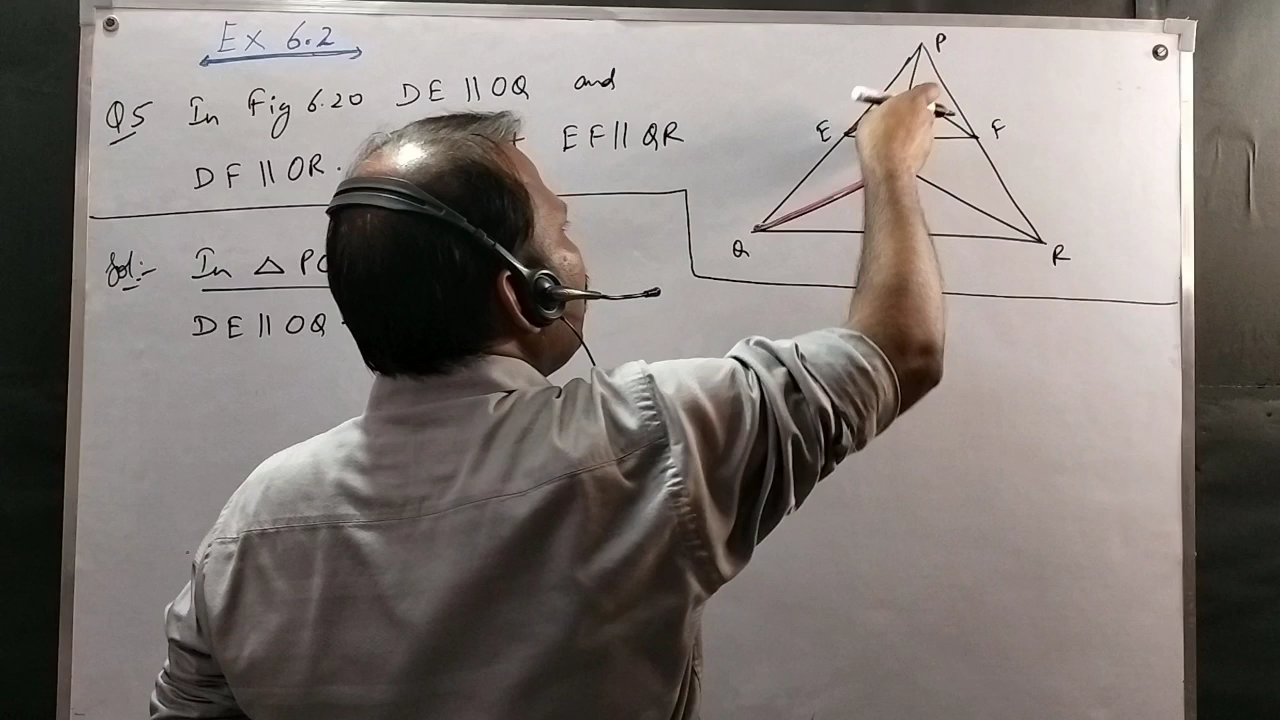 Ex 6.2
Q5 In Fig 6.20 DE || OQ and
DF || OR. EF || QR
Sol:- In △ PO
DE || OQ
P
E
F
Q
R